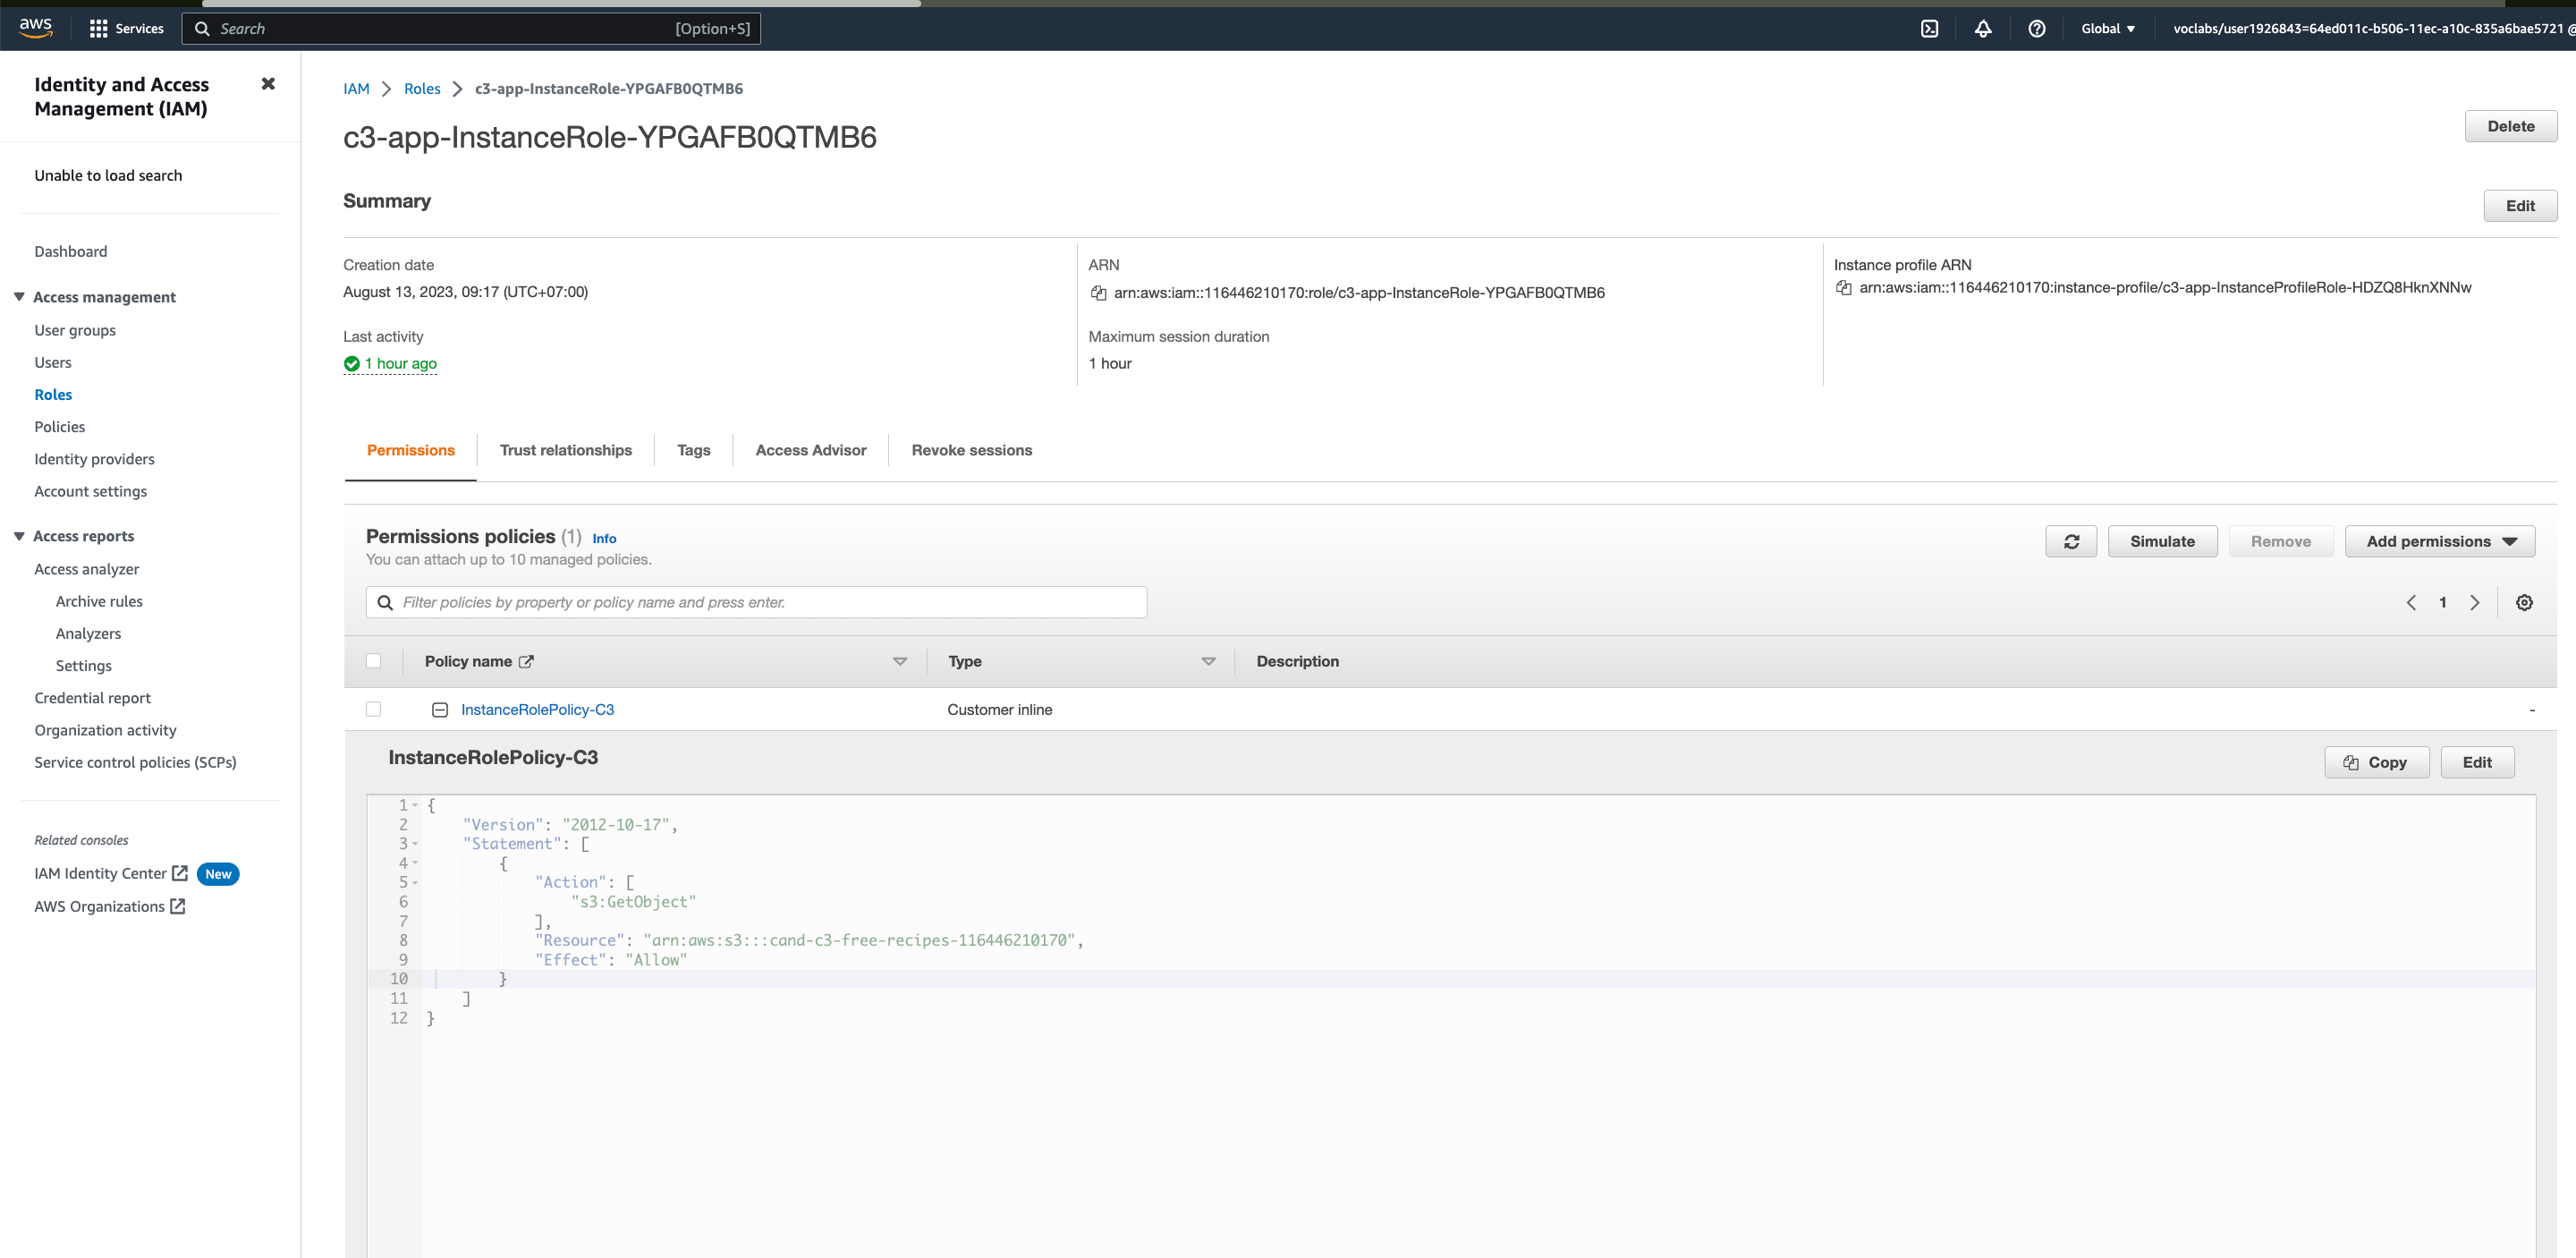 aws Services Search [Option+S] Global voclabs/user1926843=64ed011c-b506-11ec-a10c-835a6bae5721 @
Identity and Access
Management (IAM)
Unable to load search
Dashboard
Access management
User groups
Users
Roles
Policies
Identity providers
Account settings
Access reports
Access analyzer
Archive rules
Analyzers
Settings
Credential report
Organization activity
Service control policies (SCPs)
Related consoles
IAM Identity Center New
AWS Organizations
IAM > Roles > c3-app-InstanceRole-YPGAFB0QTMB6
c3-app-InstanceRole-YPGAFB0QTMB6
Delete
Summary
Edit
Creation date
August 13, 2023, 09:17 (UTC+07:00)
Last activity
1 hour ago
ARN
arn:aws:iam::116446210170:role/c3-app-InstanceRole-YPGAFB0QTMB6
Maximum session duration
1 hour
Instance profile ARN
arn:aws:iam::116446210170:instance-profile/c3-app-InstanceProfileRole-HDZQ8HknXNNw
Permissions Trust relationships Tags Access Advisor Revoke sessions
Permissions policies (1) Info
You can attach up to 10 managed policies.
Simulate Remove Add permissions
Filter policies by property or policy name and press enter.
1
Policy name Type Description
InstanceRolePolicy-C3 Customer inline -
InstanceRolePolicy-C3
Copy Edit
1 {
2 "Version": "2012-10-17",
3 "Statement": [
4 {
5 "Action": [
6 "s3:GetObject"
7 ],
8 "Resource": "arn:aws:s3:::cand-c3-free-recipes-116446210170",
9 "Effect": "Allow"
10 }
11 ]
12 }